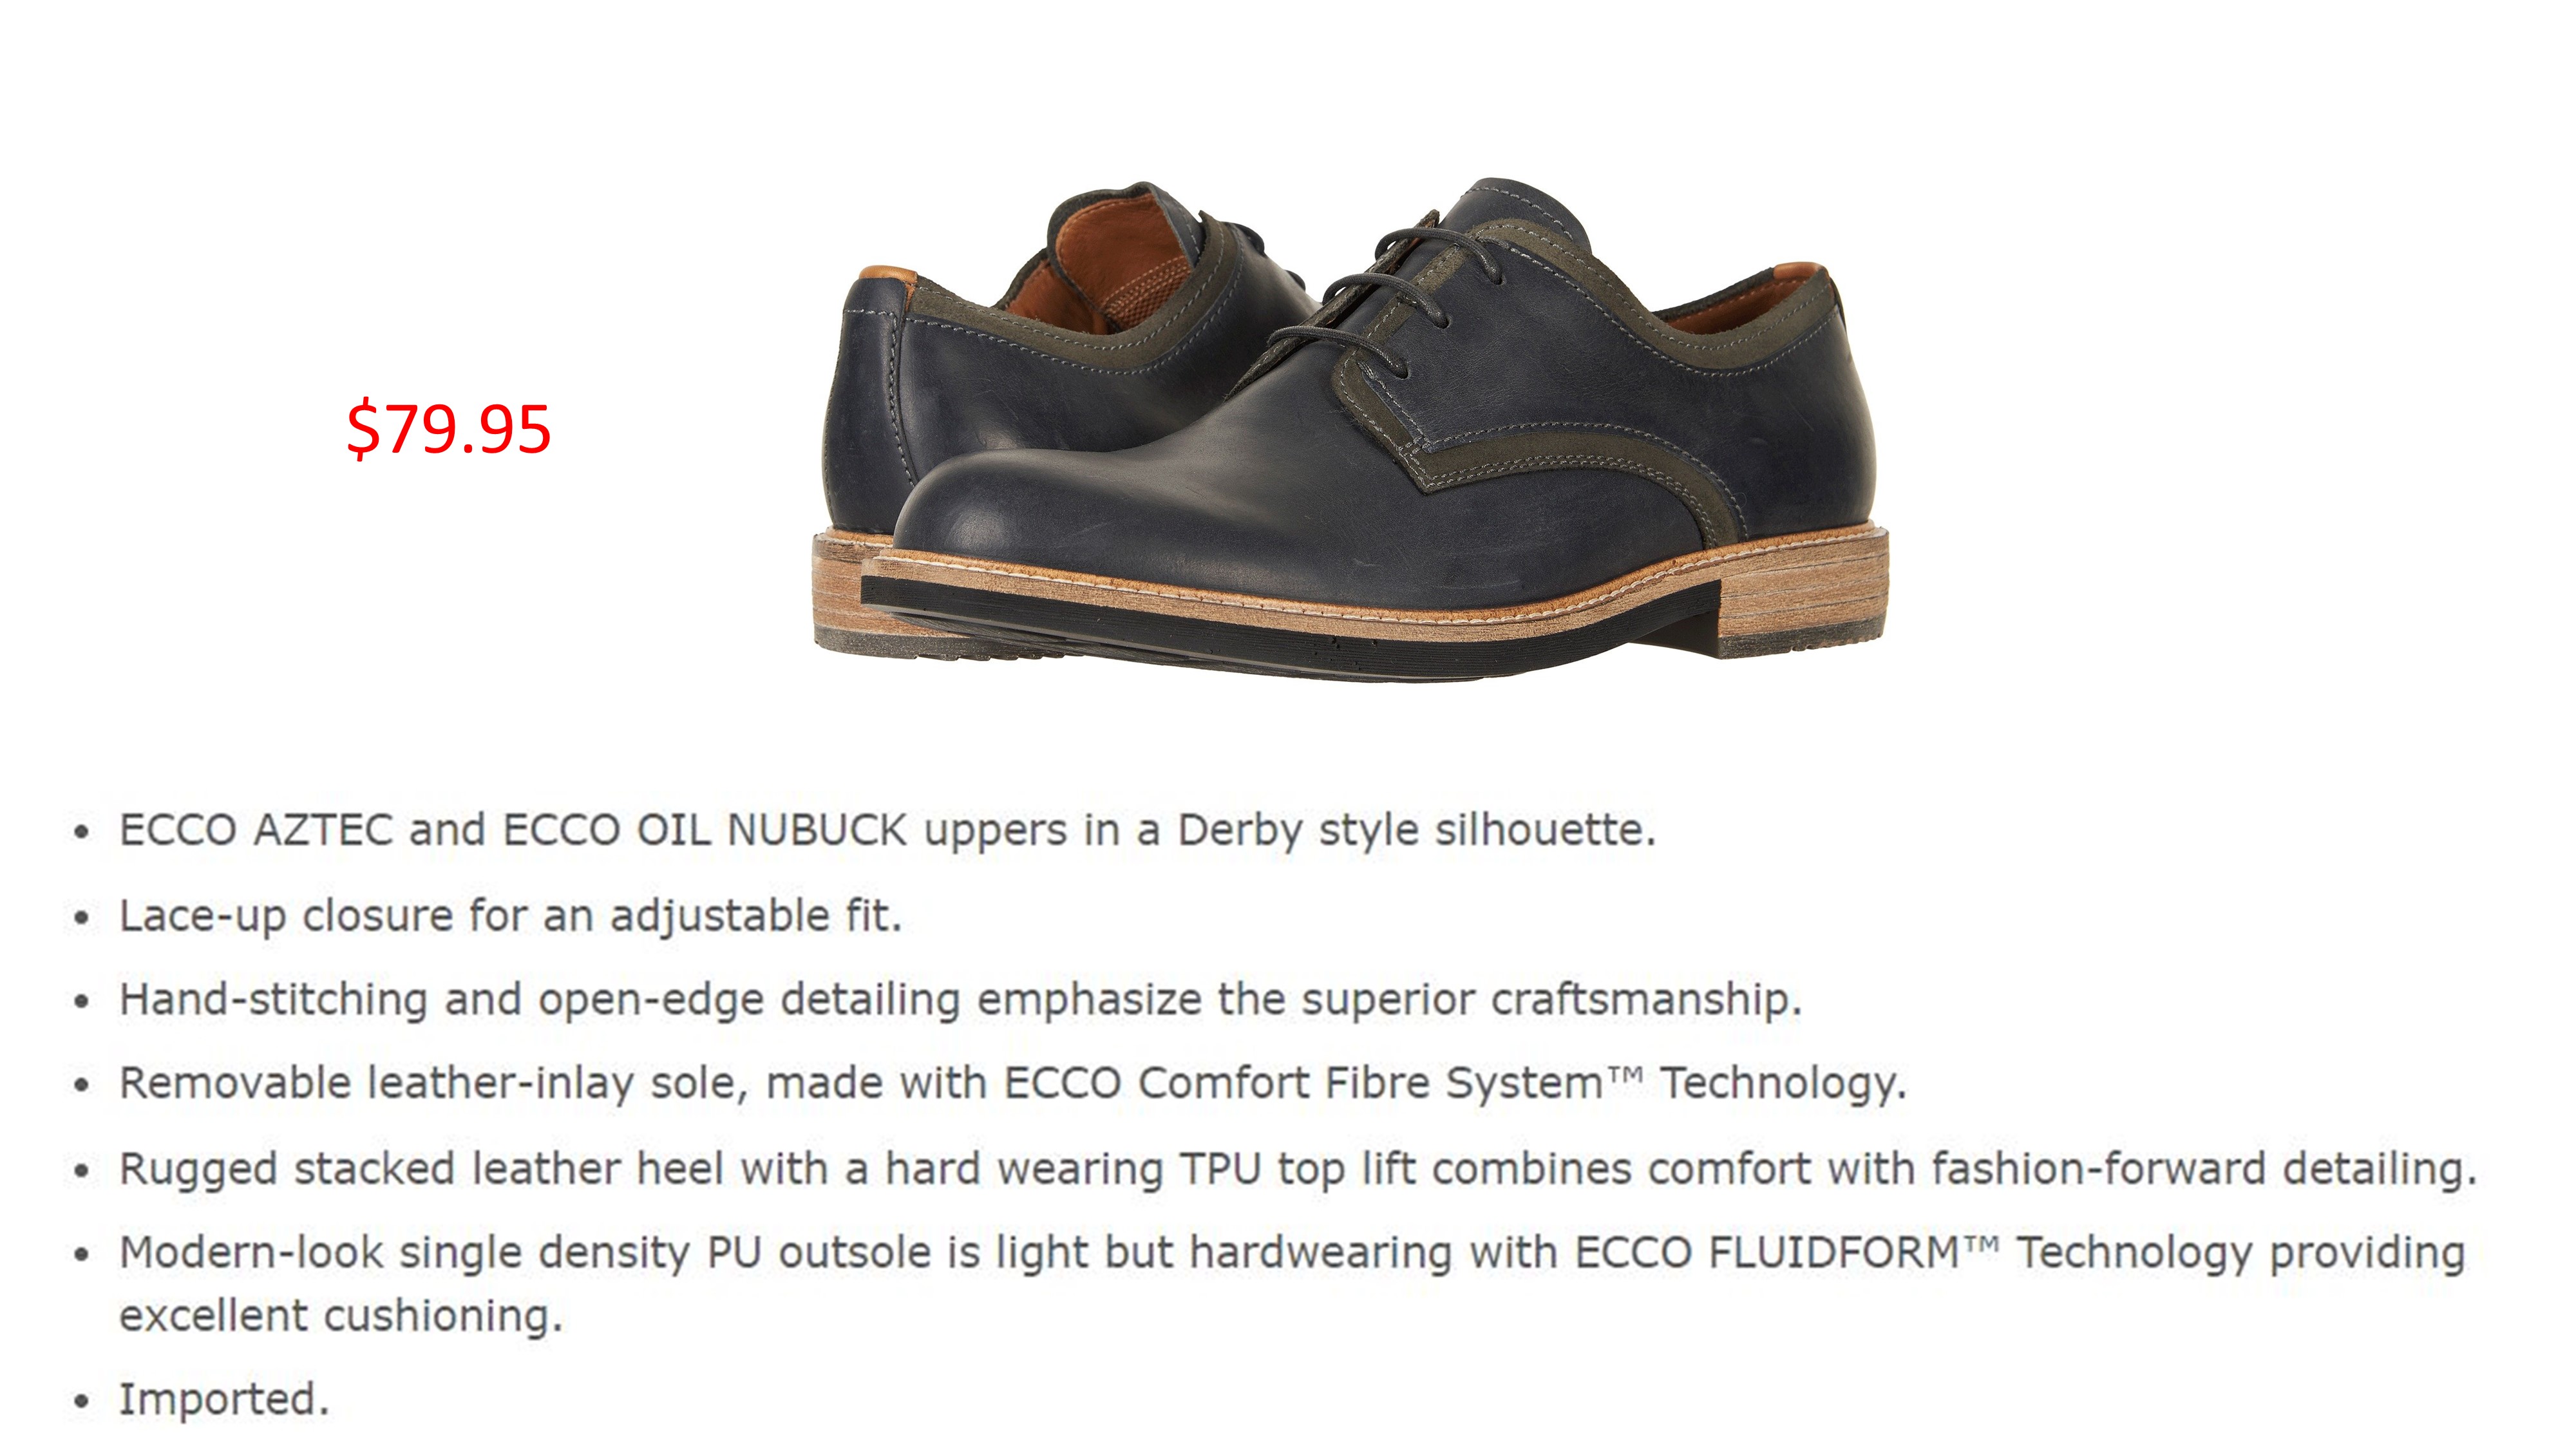 $79.95
• ECCO AZTEC and ECCO OIL NUBUCK uppers in a Derby style silhouette.
• Lace-up closure for an adjustable fit.
• Hand-stitching and open-edge detailing emphasize the superior craftsmanship.
• Removable leather-inlay sole, made with ECCO Comfort Fibre System™ Technology.
• Rugged stacked leather heel with a hard wearing TPU top lift combines comfort with fashion-forward detailing.
• Modern-look single density PU outsole is light but hardwearing with ECCO FLUIDFORM™ Technology providing
excellent cushioning.
• Imported.